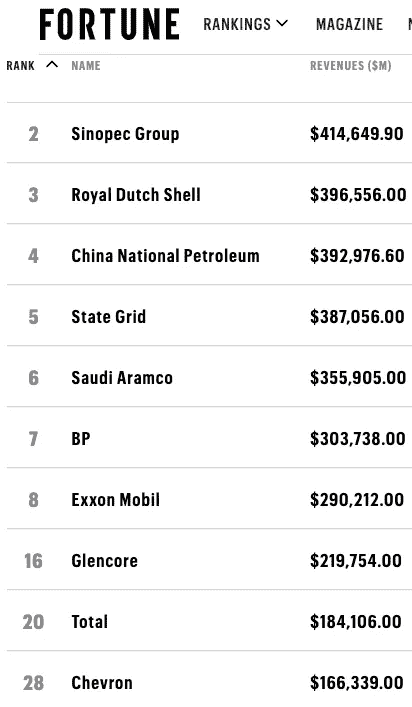 FORTUNE RANKINGS MAGAZINE
RANK NAME REVENUES ($M)
2 Sinopec Group $414,649.90
3 Royal Dutch Shell $396,556.00
4 China National Petroleum $392,976.60
5 State Grid $387,056.00
6 Saudi Aramco $355,905.00
7 BP $303,738.00
8 Exxon Mobil $290,212.00
16 Glencore $219,754.00
20 Total $184,106.00
28 Chevron $166,339.00